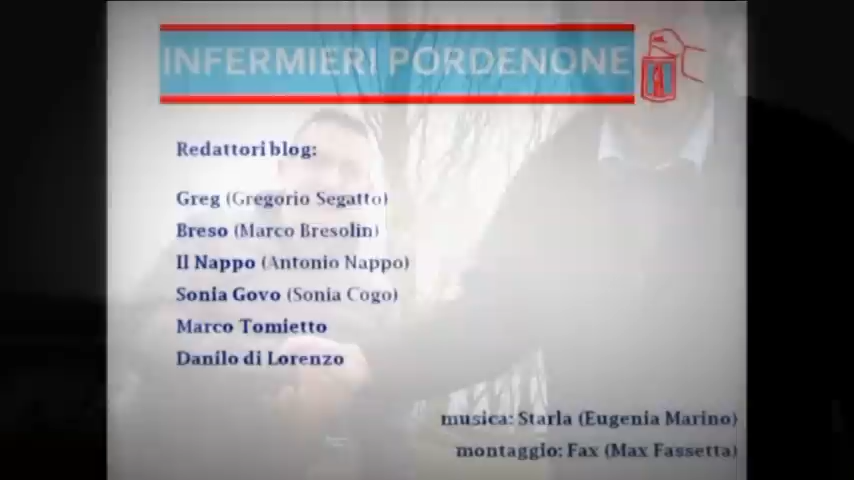 INFERMIERI PORDENONE
Redattori blog:
Greg (Gregorio Segatto)
Breso (Marco Bresolin)
Il Nappo (Antonio Nappo)
Sonia Govo (Sonia Cogo)
Marco Tomietto
Danilo di Lorenzo
musica: Starla (Eugenia Marino)
montaggio: Fax (Max Fassetta)